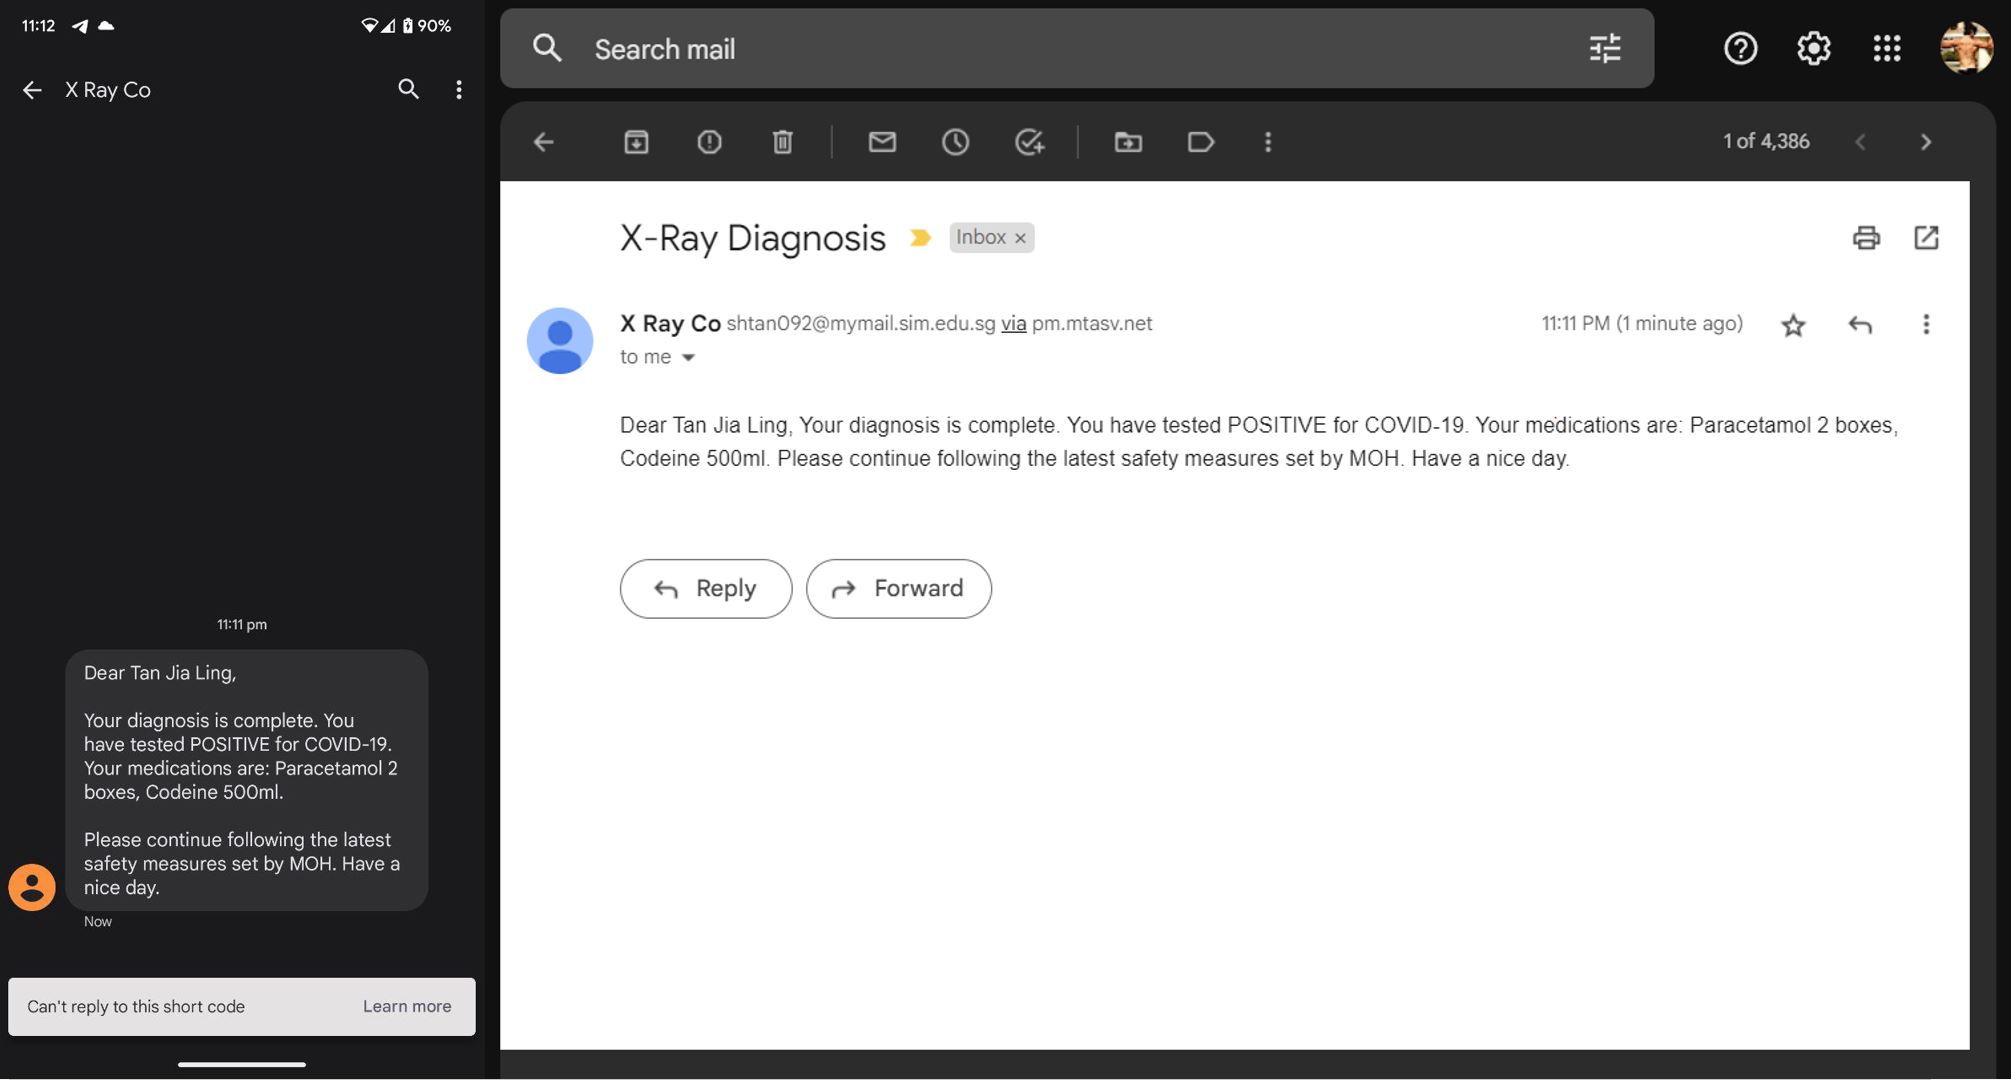 11:12
90%
X Ray Co
11:11 pm
Dear Tan Jia Ling,
Your diagnosis is complete. You
have tested POSITIVE for COVID-19.
Your medications are: Paracetamol 2
boxes, Codeine 500ml.
Please continue following the latest
safety measures set by MOH. Have a
nice day.
Now
Can't reply to this short code Learn more
Search mail
1 of 4,386
X-Ray Diagnosis Inbox ×
X Ray Co shtan092@mymail.sim.edu.sg via pm.mtasv.net 11:11 PM (1 minute ago)
to me
Dear Tan Jia Ling, Your diagnosis is complete. You have tested POSITIVE for COVID-19. Your medications are: Paracetamol 2 boxes,
Codeine 500ml. Please continue following the latest safety measures set by MOH. Have a nice day.
Reply Forward